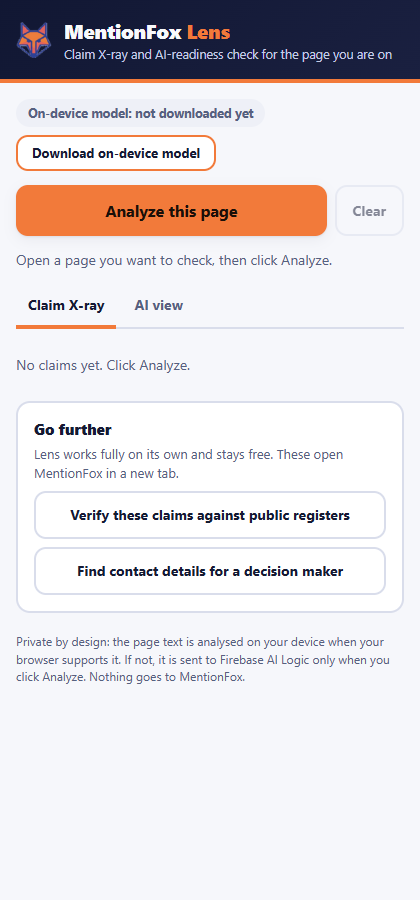 MentionFox Lens
Claim X-ray and AI-readiness check for the page you are on
On-device model: not downloaded yet
Download on-device model
Analyze this page
Clear
Open a page you want to check, then click Analyze.
Claim X-ray
AI view
No claims yet. Click Analyze.
Go further
Lens works fully on its own and stays free. These open
MentionFox in a new tab.
Verify these claims against public registers
Find contact details for a decision maker
Private by design: the page text is analysed on your device when your
browser supports it. If not, it is sent to Firebase AI Logic only when you
click Analyze. Nothing goes to MentionFox.